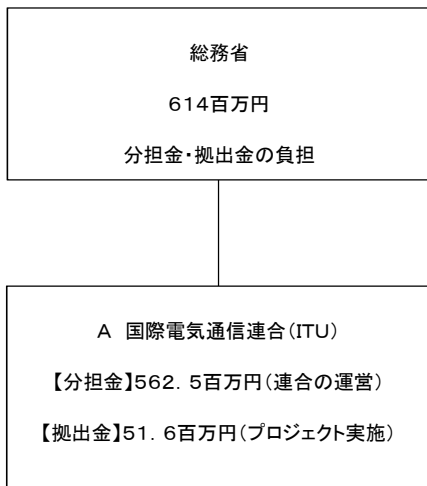 総務省
614百万円
分担金・拠出金の負担
A 国際電気通信連合(ITU)
【分担金】562.5百万円(連合の運営)
【拠出金】51.6百万円(プロジェクト実施)